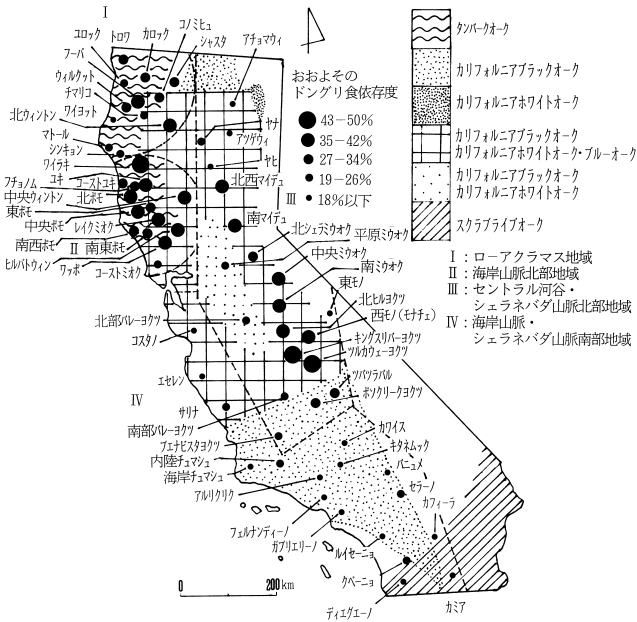 Ⅰ
コロック
トロワ
カロック
コノミヒュ
シャスタ
アチョマウィ
フーパ
ウィルケット
チマリコ
ワイヨット
北ウィントン
マトール
シンキョン
ワイラキ
ユキ
フチョノム
コーストユキ
中央ウィントン
北ポモ
東ポモ
中央ポモ
レイクミオク
南西ポモ
Ⅱ
南東ポモ
ヒルパトウィン
ワッポ
コーストミオク
ヤナ
アツゲウィ
ヤヒ
北西マイデュ
南マイデュ
北シェラミウオク
平原ミウオク
中央ミウオク
南ミウオク
東モノ
北ヒルヨクツ
西モノ(モナチェ)
キングスリバーヨクツ
ツルカウェーヨクツ
北部バレーヨクツ
コスタノ
エセレン
Ⅳ
サリナ
ツバツラバル
ポソクリークヨクツ
南部バレーヨクツ
ブエナビスタヨクツ
内陸チュマシュ
海岸チュマシュ
アルリクリク
カワイス
キタネムック
バニュメ
セラーノ
カフィーラ
フェルナンディーノ
ガブリエリーノ
ルイセーニョ
クペーニョ
ディエグエーノ
カミア
おおよその
ドングリ食依存度
43−50%
35−42%
27−34%
19−26%
18%以下
Ⅲ
タンバークオーク
カリフォルニアブラックオーク
カリフォルニアホワイトオーク
カリフォルニアブラックオーク
カリフォルニアホワイトオーク・ブルーオーク
カリフォルニアブラックオーク
カリフォルニアホワイトオーク
スクラブライブオーク
Ⅰ:ローアクラマス地域
Ⅱ:海岸山脈北部地域
Ⅲ:セントラル河谷・
シェラネバダ山脈北部地域
Ⅳ:海岸山脈・
シェラネバダ山脈南部地域
0
200
km